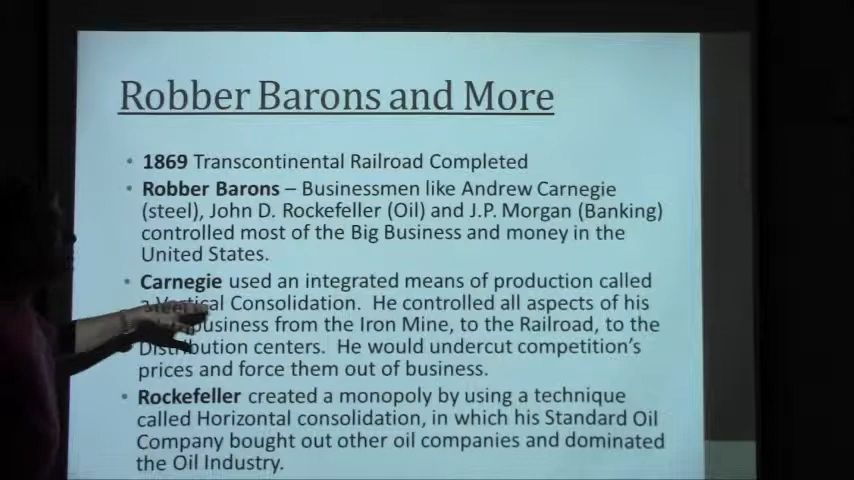 Robber Barons and More
• 1869 Transcontinental Railroad Completed
• Robber Barons – Businessmen like Andrew Carnegie
(steel), John D. Rockefeller (Oil) and J.P. Morgan (Banking)
controlled most of the Big Business and money in the
United States.
• Carnegie used an integrated means of production called
a Vertical Consolidation. He controlled all aspects of his
business from the Iron Mine, to the Railroad, to the
Distribution centers. He would undercut competition's
prices and force them out of business.
• Rockefeller created a monopoly by using a technique
called Horizontal consolidation, in which his Standard Oil
Company bought out other oil companies and dominated
the Oil Industry.